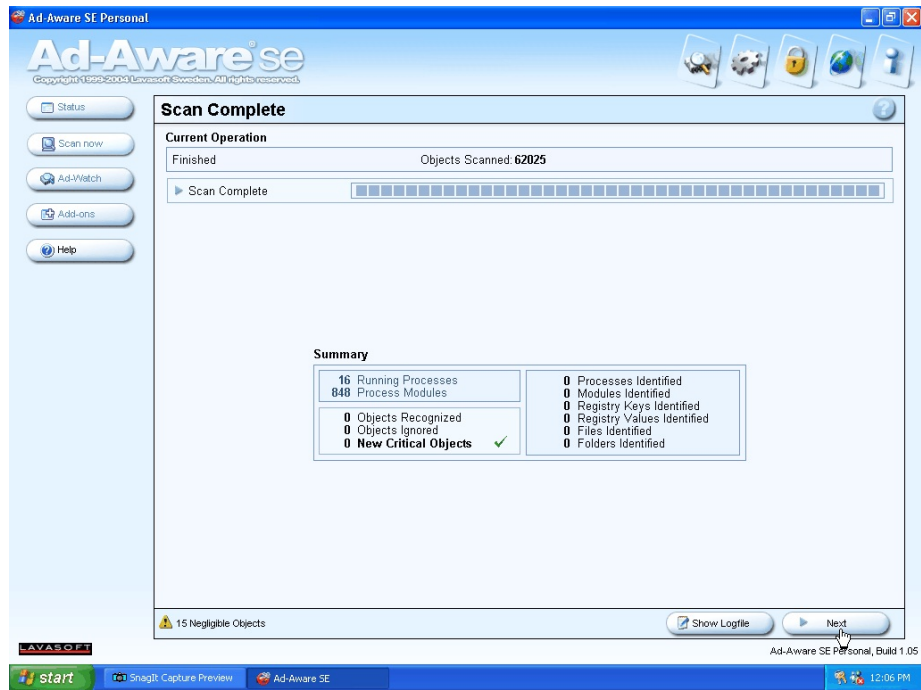 Ad-Aware SE Personal
Ad-Aware® se
Copyright 1999-2004 Lavasoft Sweden. All rights reserved.
Status
Scan now
Ad-Watch
Add-ons
Help
Scan Complete
Current Operation
Finished Objects Scanned: 62025
Scan Complete
Summary
16 Running Processes
848 Process Modules
0 Objects Recognized
0 Objects Ignored
0 New Critical Objects
0 Processes Identified
0 Modules Identified
0 Registry Keys Identified
0 Registry Values Identified
0 Files Identified
0 Folders Identified
15 Negligible Objects
Show Logfile
Next
LAVASOFT
Ad-Aware SE Personal, Build 1.05
start
SnagIt Capture Preview
Ad-Aware SE
12:06 PM